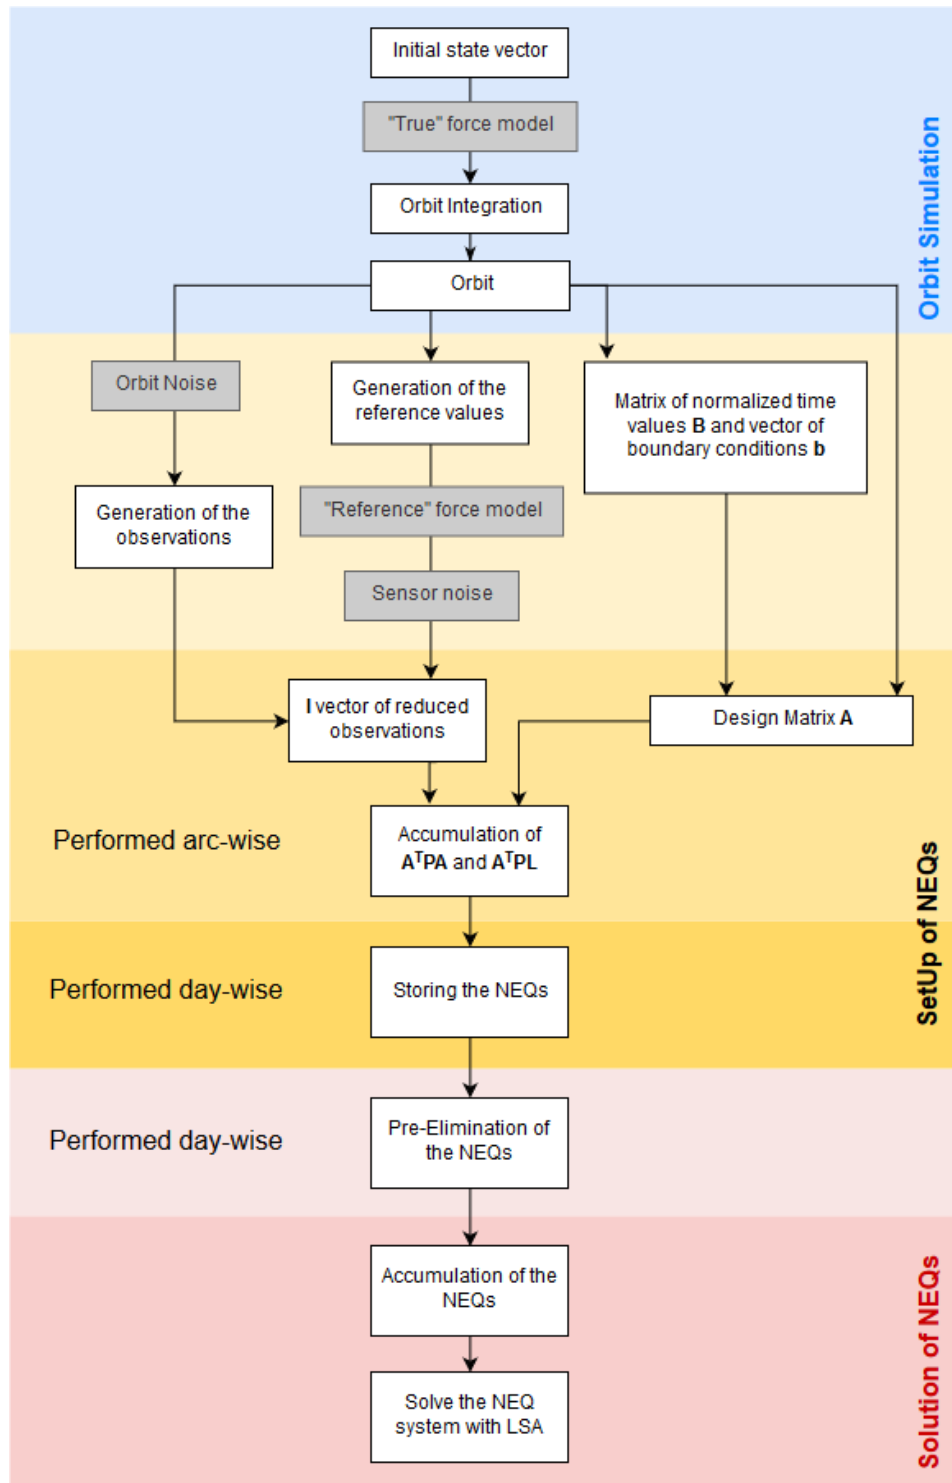 Initial state vector
"True" force model
Orbit Integration
Orbit
Orbit Simulation
Orbit Noise
Generation of the
reference values
Matrix of normalized time
values B and vector of
boundary conditions b
Generation of the
observations
"Reference" force model
Sensor noise
l vector of reduced
observations
Design Matrix A
Performed arc-wise
Accumulation of
AᵀPA and AᵀPL
SetUp of NEQs
Performed day-wise
Storing the NEQs
Performed day-wise
Pre-Elimination of
the NEQs
Accumulation of the
NEQs
Solve the NEQ
system with LSA
Solution of NEQs